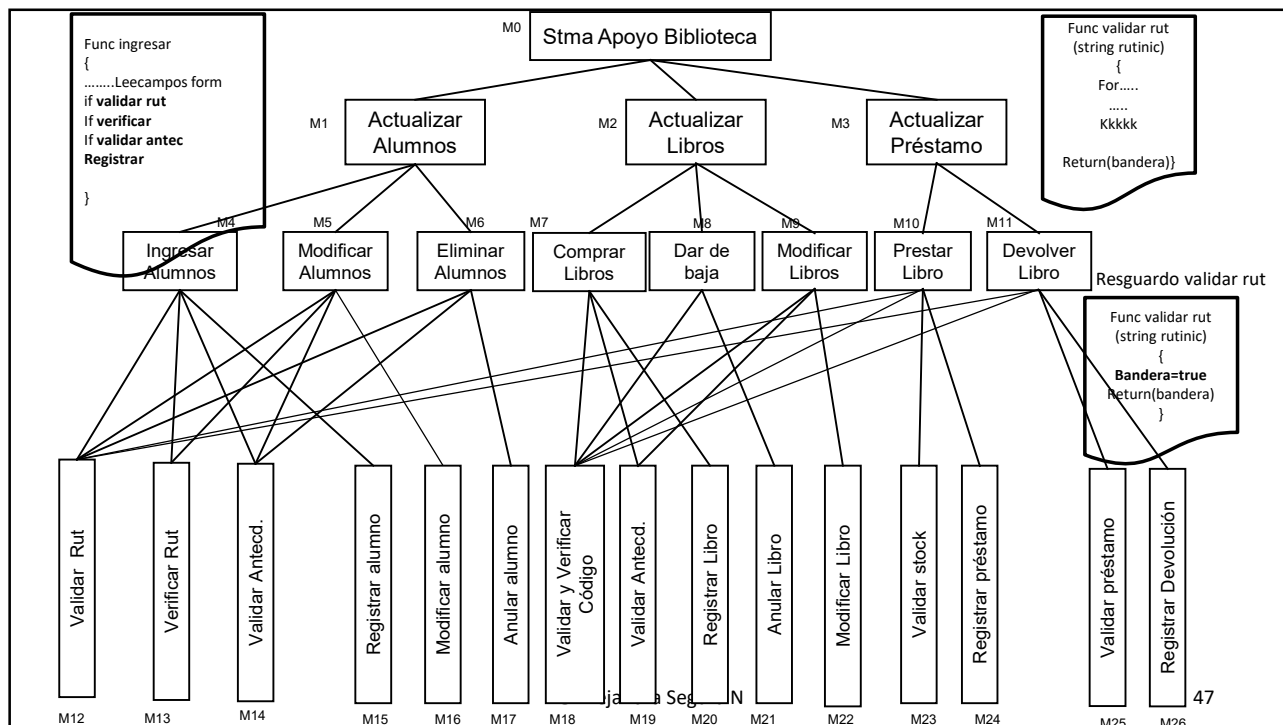 Func ingresar
{
……..Leecampos form
if validar rut
If verificar
If validar antec
Registrar
}
M0
Stma Apoyo Biblioteca
Func validar rut
(string rutinic)
{
For…..
…..
Kkkkk
Return(bandera)}
M1
Actualizar
Alumnos
M2
Actualizar
Libros
M3
Actualizar
Préstamo
M4
Ingresar
Alumnos
M5
Modificar
Alumnos
M6
Eliminar
Alumnos
M7
Comprar
Libros
M8
Dar de
baja
M9
Modificar
Libros
M10
Prestar
Libro
M11
Devolver
Libro
Resguardo validar rut
Func validar rut
(string rutinic)
{
Bandera=true
Return(bandera)
}
Validar Rut
Verificar Rut
Validar Antecd.
Registrar alumno
Modificar alumno
Anular alumno
Validar y Verificar
Código
Validar Antecd.
Registrar Libro
Anular Libro
Modificar Libro
Validar stock
Registrar préstamo
Validar préstamo
Registrar Devolución
47
M12
M13
M14
M15
M16
M17
M18
M19
M20
M21
M22
M23
M24
M25
M26